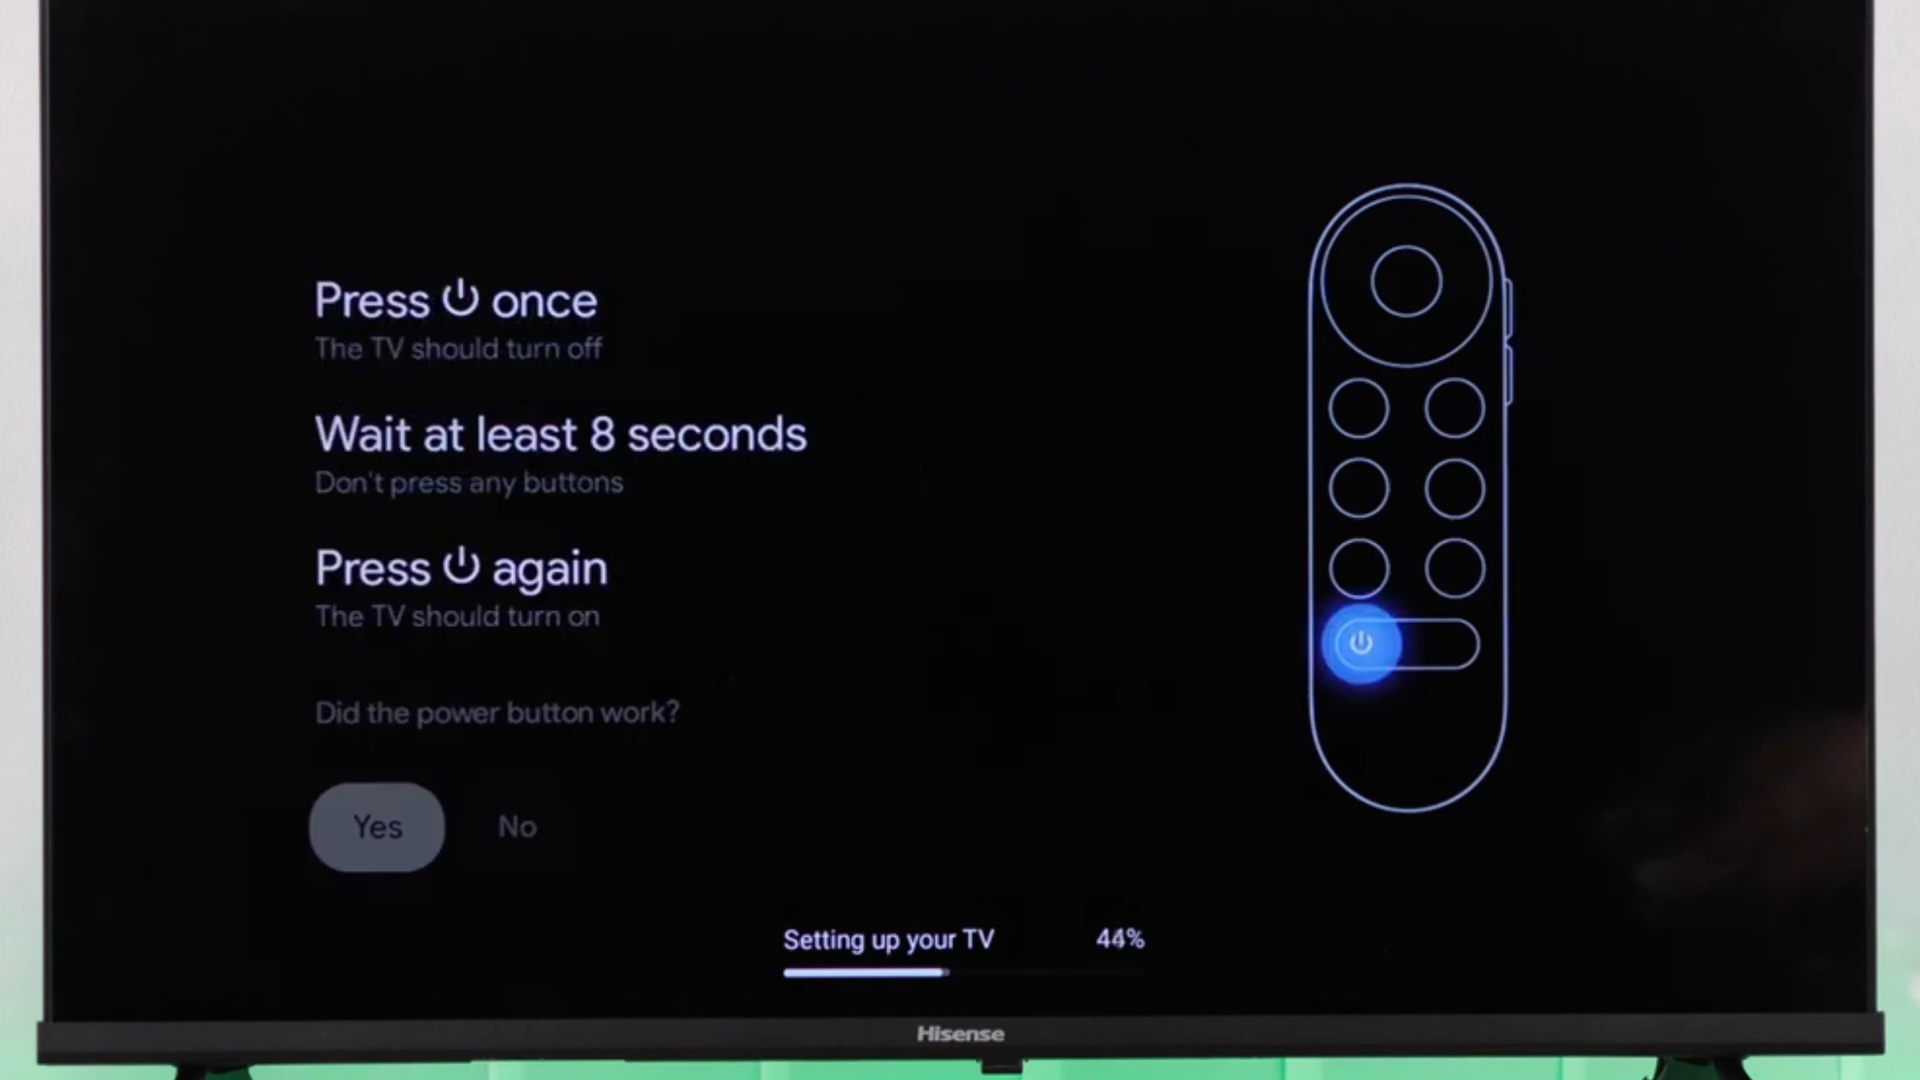 Press ⏻ once
The TV should turn off
Wait at least 8 seconds
Don't press any buttons
Press ⏻ again
The TV should turn on
Did the power button work?
Yes No
Setting up your TV 44%
Hisense